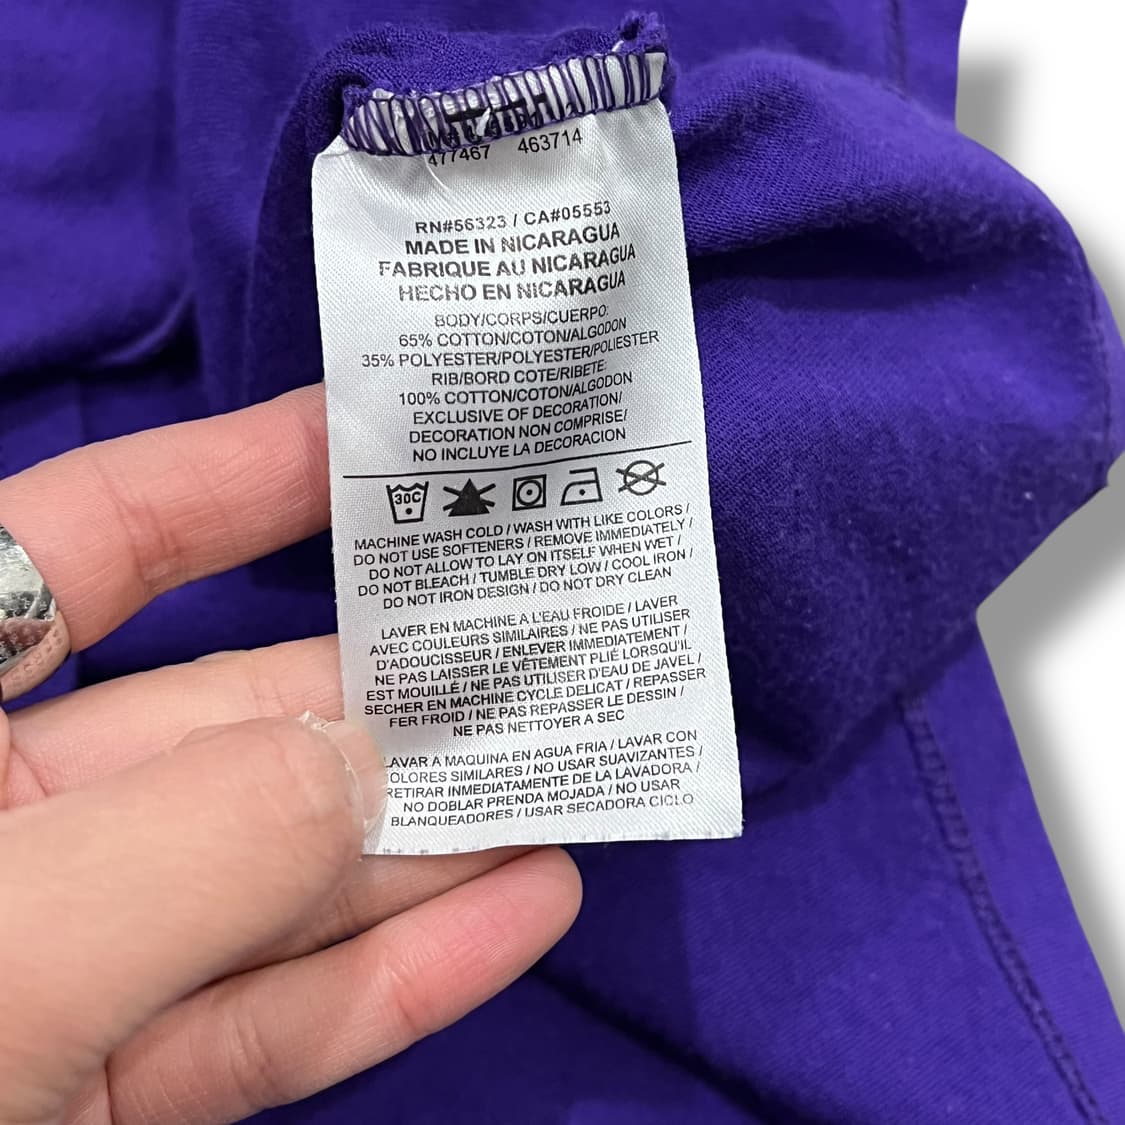 477467 463714
RN#56323 / CA#05553
MADE IN NICARAGUA
FABRIQUE AU NICARAGUA
HECHO EN NICARAGUA
BODY/CORPS/CUERPO:
65% COTTON/COTON/ALGODON
35% POLYESTER/POLYESTER/POLIESTER
RIB/BORD COTE/RIBETE:
100% COTTON/COTON/ALGODON
EXCLUSIVE OF DECORATION/
DECORATION NON COMPRISE/
NO INCLUYE LA DECORACION
30C
MACHINE WASH COLD / WASH WITH LIKE COLORS /
DO NOT USE SOFTENERS / REMOVE IMMEDIATELY /
DO NOT ALLOW TO LAY ON ITSELF WHEN WET /
DO NOT BLEACH / TUMBLE DRY LOW / COOL IRON /
DO NOT IRON DESIGN / DO NOT DRY CLEAN
LAVER EN MACHINE A L'EAU FROIDE / LAVER
AVEC COULEURS SIMILAIRES / NE PAS UTILISER
D'ADOUCISSEUR / ENLEVER IMMEDIATEMENT /
NE PAS LAISSER LE VÊTEMENT PLIÉ LORSQU'IL
EST MOUILLÉ / NE PAS UTILISER D'EAU DE JAVEL /
SECHER EN MACHINE CYCLE DELICAT / REPASSER
FER FROID / NE PAS REPASSER LE DESSIN /
NE PAS NETTOYER A SEC
LAVAR A MAQUINA EN AGUA FRIA / LAVAR CON
OLORES SIMILARES / NO USAR SUAVIZANTES /
RETIRAR INMEDIATAMENTE DE LA LAVADORA /
NO DOBLAR PRENDA MOJADA / NO USAR
BLANQUEADORES / USAR SECADORA CICLO